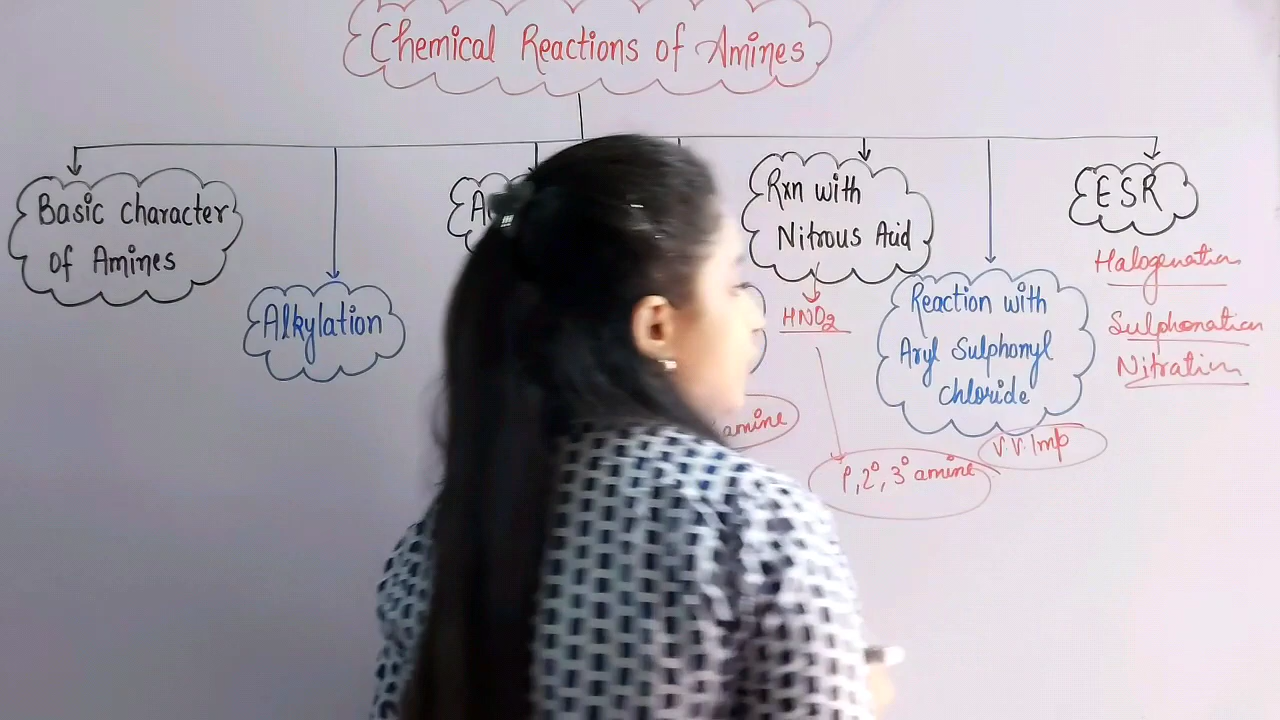 Chemical Reactions of Amines
Basic Character
of Amines
Alkylation
Rxn with
Nitrous Acid
HNO2
1°, 2°, 3° amine
amine
Reaction with
Aryl Sulphonyl
chloride
V.V. Imp
ESR
Halogenation
Sulphonation
Nitration